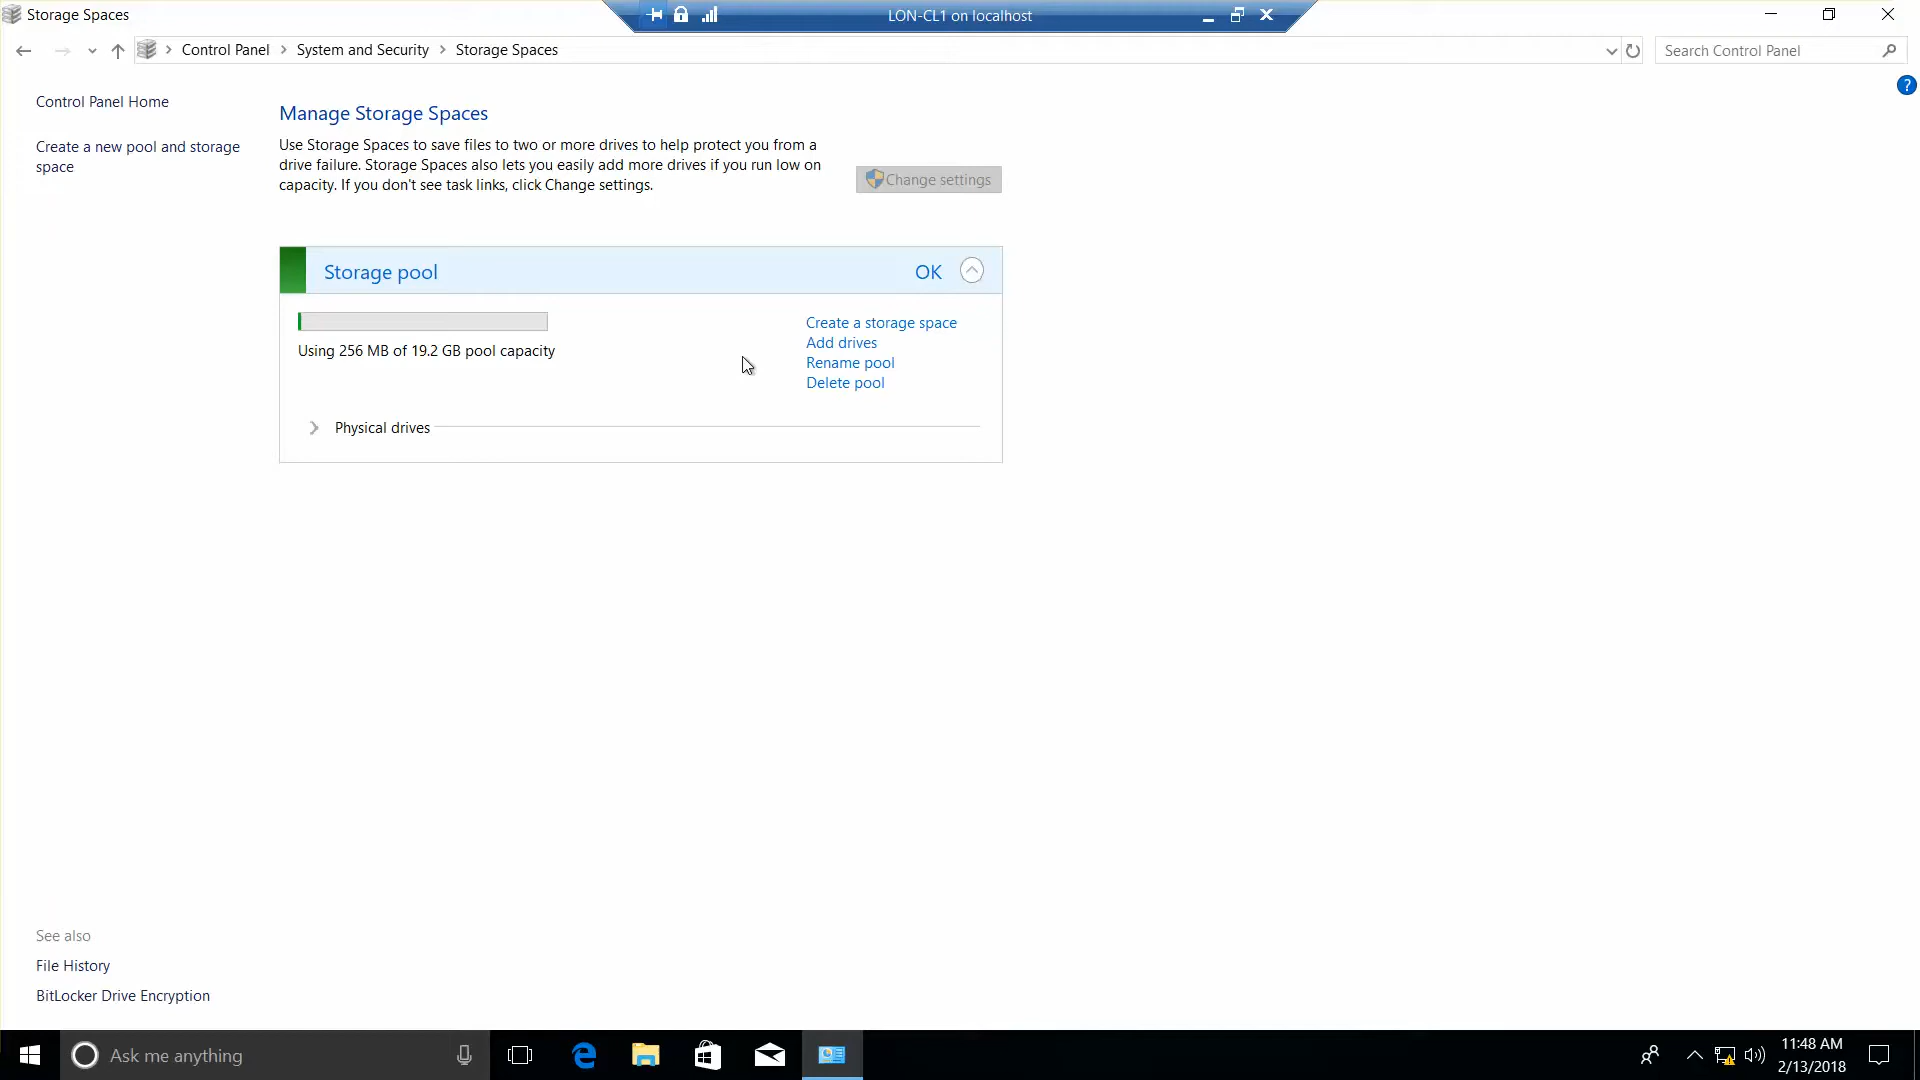 Storage Spaces
LON-CL1 on localhost
Control Panel
System and Security
Storage Spaces
Search Control Panel
?
Control Panel Home
Create a new pool and storage
space
Manage Storage Spaces
Use Storage Spaces to save files to two or more drives to help protect you from a
drive failure. Storage Spaces also lets you easily add more drives if you run low on
capacity. If you don't see task links, click Change settings.
Change settings
Storage pool
OK
Using 256 MB of 19.2 GB pool capacity
Create a storage space
Add drives
Rename pool
Delete pool
Physical drives
See also
File History
BitLocker Drive Encryption
Ask me anything
11:48 AM
2/13/2018